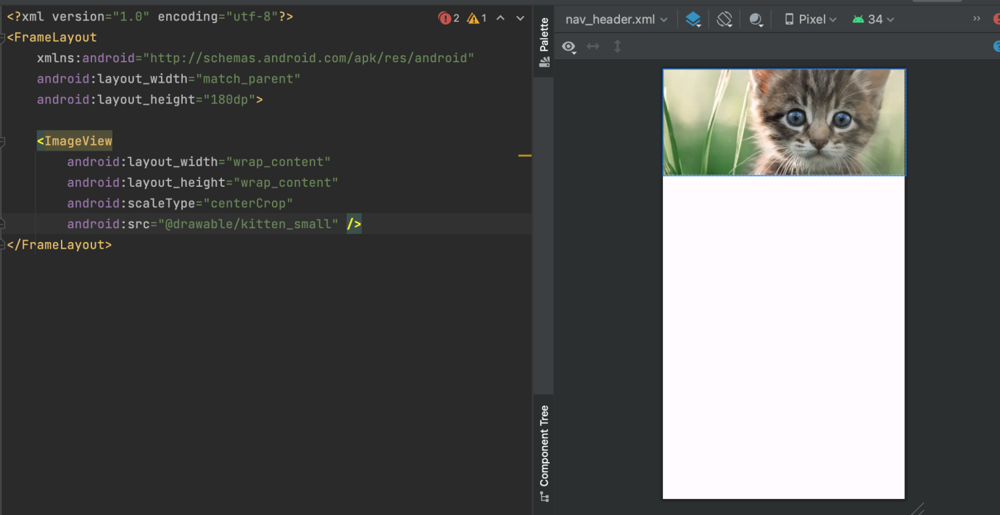 <?xml version="1.0" encoding="utf-8"?>
2 1
<FrameLayout
    xmlns:android="http://schemas.android.com/apk/res/android"
    android:layout_width="match_parent"
    android:layout_height="180dp">
    <ImageView
        android:layout_width="wrap_content"
        android:layout_height="wrap_content"
        android:scaleType="centerCrop"
        android:src="@drawable/kitten_small" />
</FrameLayout>
Palette
Component Tree
nav_header.xml Pixel 34 »